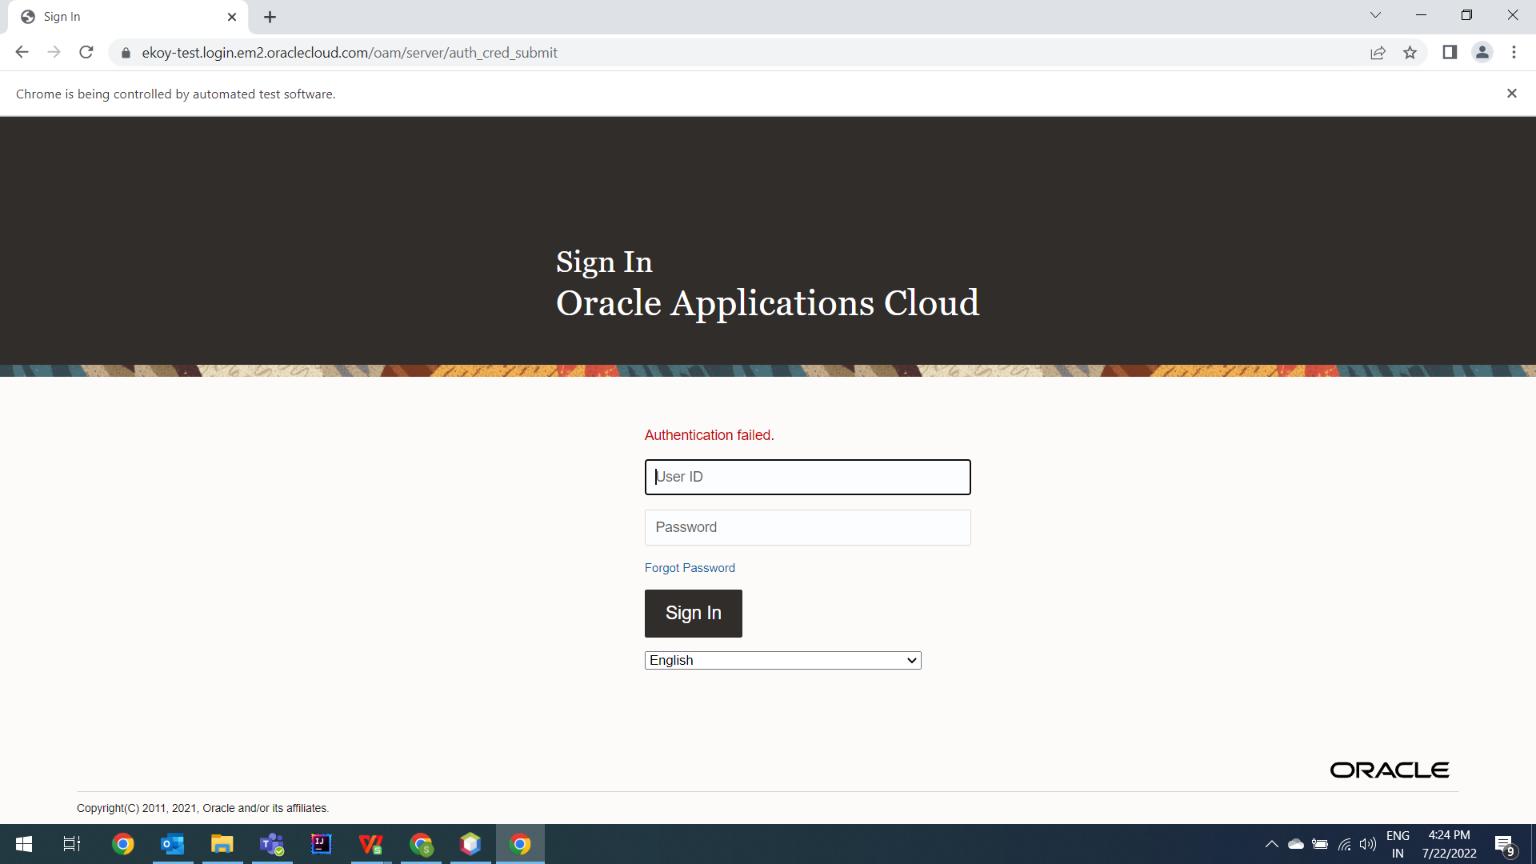 Sign In
ekoy-test.login.em2.oraclecloud.com/oam/server/auth_cred_submit
Chrome is being controlled by automated test software.
Sign In
Oracle Applications Cloud
Authentication failed.
User ID
Password
Forgot Password
Sign In
English
ORACLE
Copyright(C) 2011, 2021, Oracle and/or its affiliates.
ENG
IN
4:24 PM
7/22/2022
9